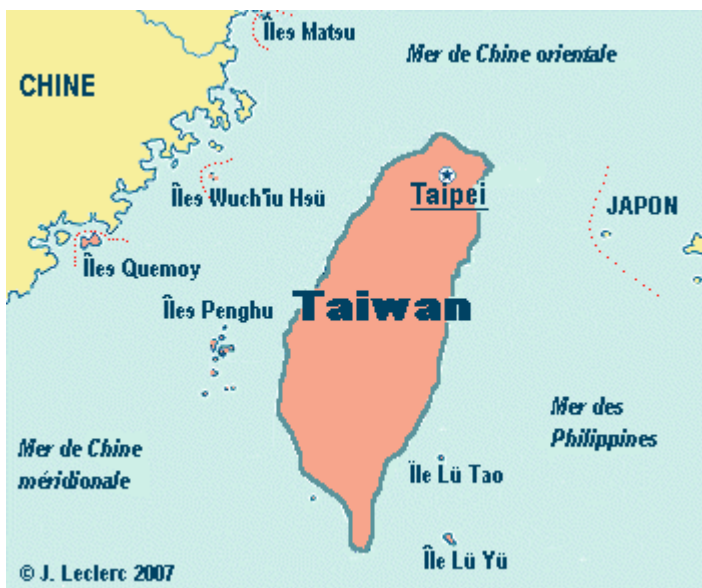 Îles Matsu
Mer de Chine orientale
CHINE
Îles Wuch'iu Hsü
Taipei
JAPON
Îles Quemoy
Îles Penghu
Taiwan
Mer des
Philippines
Mer de Chine
méridionale
Île Lü Tao
Île Lü Yü
© J. Leclerc 2007